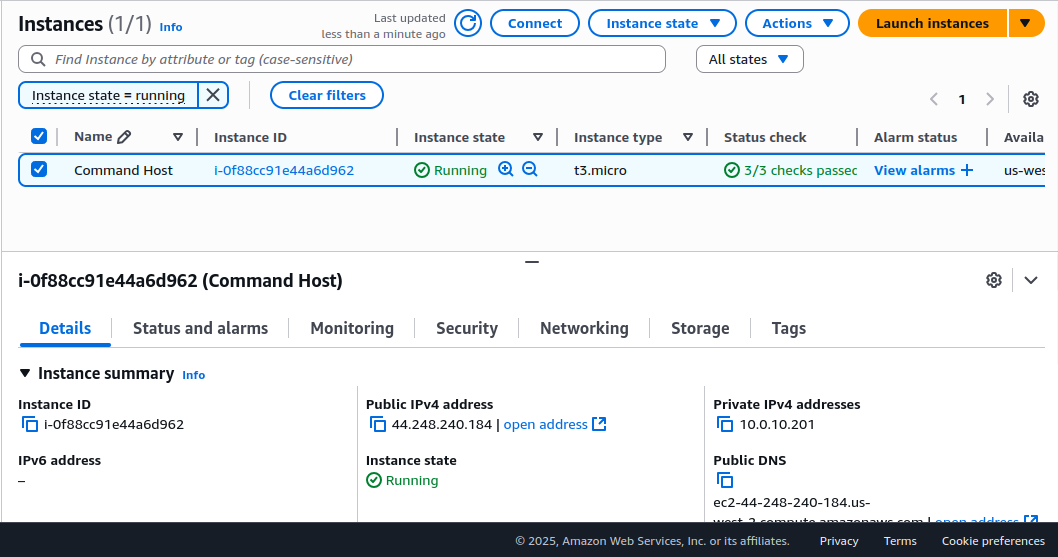 Instances (1/1) Info
Last updated
less than a minute ago
Connect
Instance state
Actions
Launch instances
Find Instance by attribute or tag (case-sensitive)
All states
Instance state = running
Clear filters
1
Name Instance ID Instance state Instance type Status check Alarm status Availa
Command Host i-0f88cc91e44a6d962 Running t3.micro 3/3 checks passec View alarms + us-wes
i-0f88cc91e44a6d962 (Command Host)
Details Status and alarms Monitoring Security Networking Storage Tags
Instance summary Info
Instance ID
i-0f88cc91e44a6d962
Public IPv4 address
44.248.240.184 | open address
Private IPv4 addresses
10.0.10.201
IPv6 address
–
Instance state
Running
Public DNS
ec2-44-248-240-184.us-
west-2.compute.amazonaws.com | open address
© 2025, Amazon Web Services, Inc. or its affiliates. Privacy Terms Cookie preferences